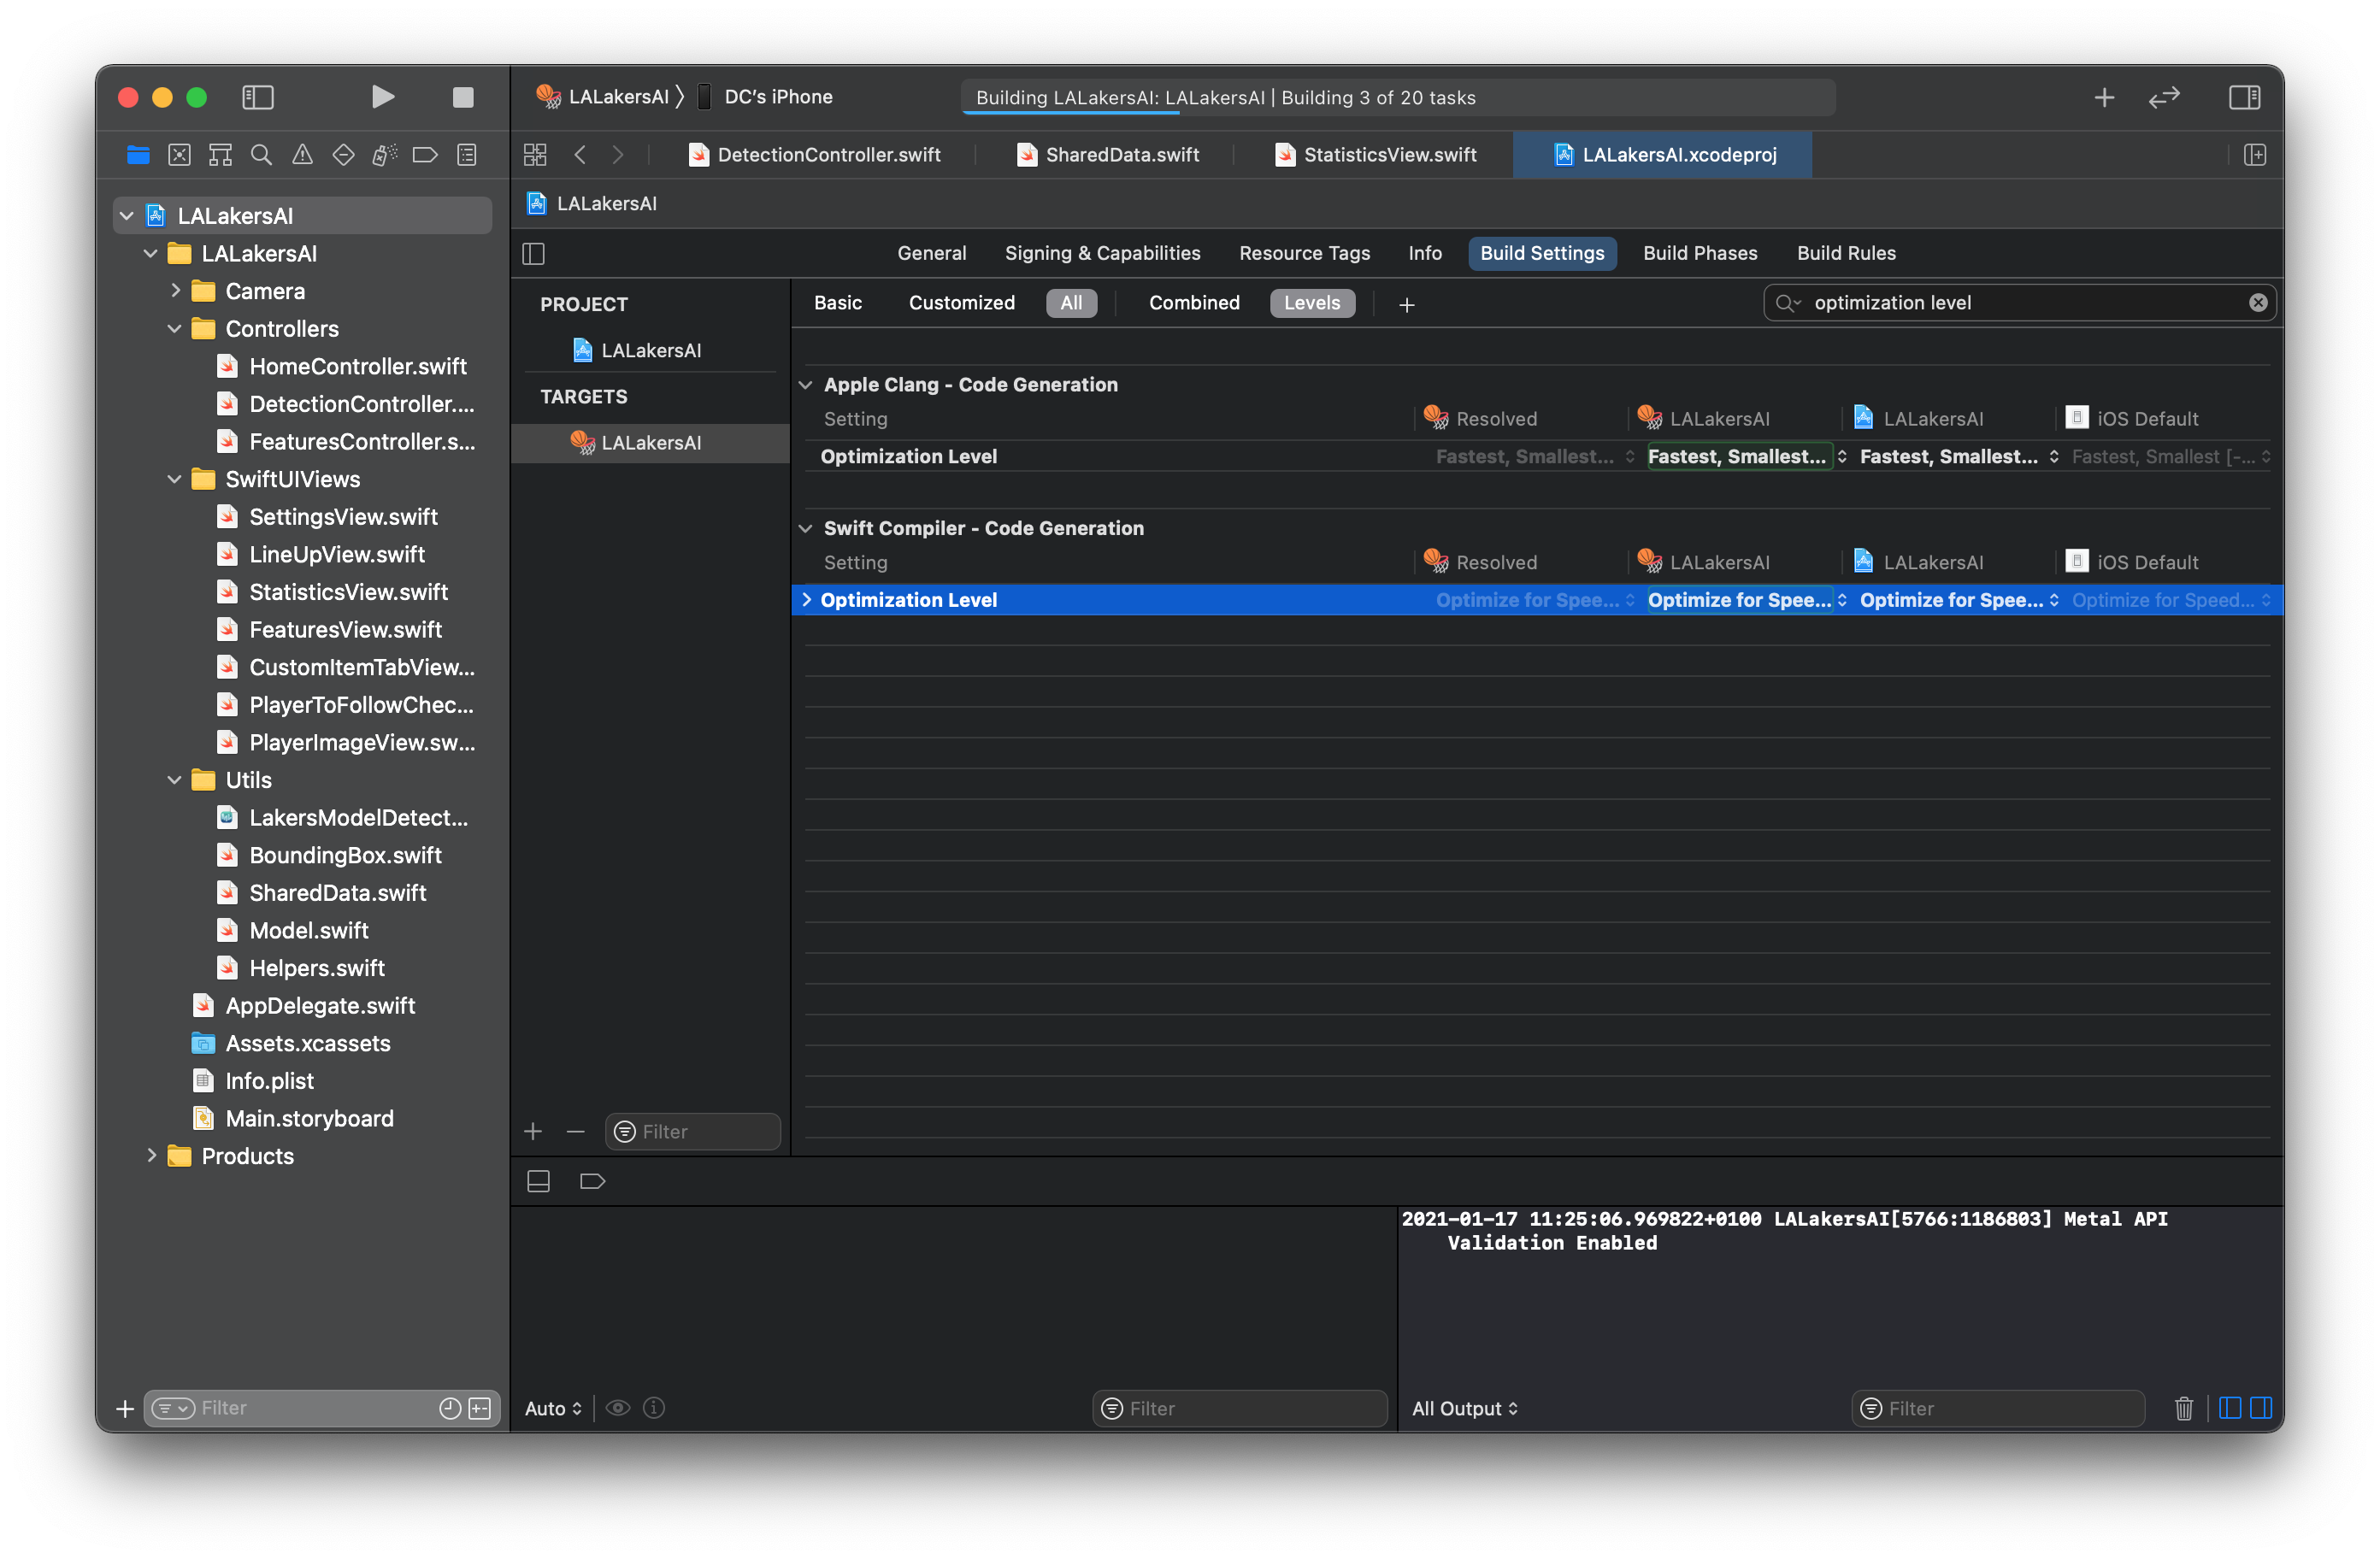 LALakersAI 〉 DC's iPhone
Building LALakersAI: LALakersAI | Building 3 of 20 tasks
DetectionController.swift
SharedData.swift
StatisticsView.swift
LALakersAI.xcodeproj
LALakersAI
LALakersAI
LALakersAI
Camera
Controllers
HomeController.swift
DetectionController....
FeaturesController.s...
SwiftUIViews
SettingsView.swift
LineUpView.swift
StatisticsView.swift
FeaturesView.swift
CustomItemTabView...
PlayerToFollowChec...
PlayerImageView.sw...
Utils
LakersModelDetect...
BoundingBox.swift
SharedData.swift
Model.swift
Helpers.swift
AppDelegate.swift
Assets.xcassets
Info.plist
Main.storyboard
Products
Filter
General Signing & Capabilities Resource Tags Info Build Settings Build Phases Build Rules
PROJECT
LALakersAI
TARGETS
LALakersAI
Filter
Basic Customized All Combined Levels + optimization level
Apple Clang - Code Generation
Setting Resolved LALakersAI LALakersAI iOS Default
Optimization Level Fastest, Smallest... Fastest, Smallest... Fastest, Smallest... Fastest, Smallest [-...
Swift Compiler - Code Generation
Setting Resolved LALakersAI LALakersAI iOS Default
Optimization Level Optimize for Spee... Optimize for Spee... Optimize for Spee... Optimize for Speed...
2021-01-17 11:25:06.969822+0100 LALakersAI[5766:1186803] Metal API
Validation Enabled
Auto Filter
All Output Filter